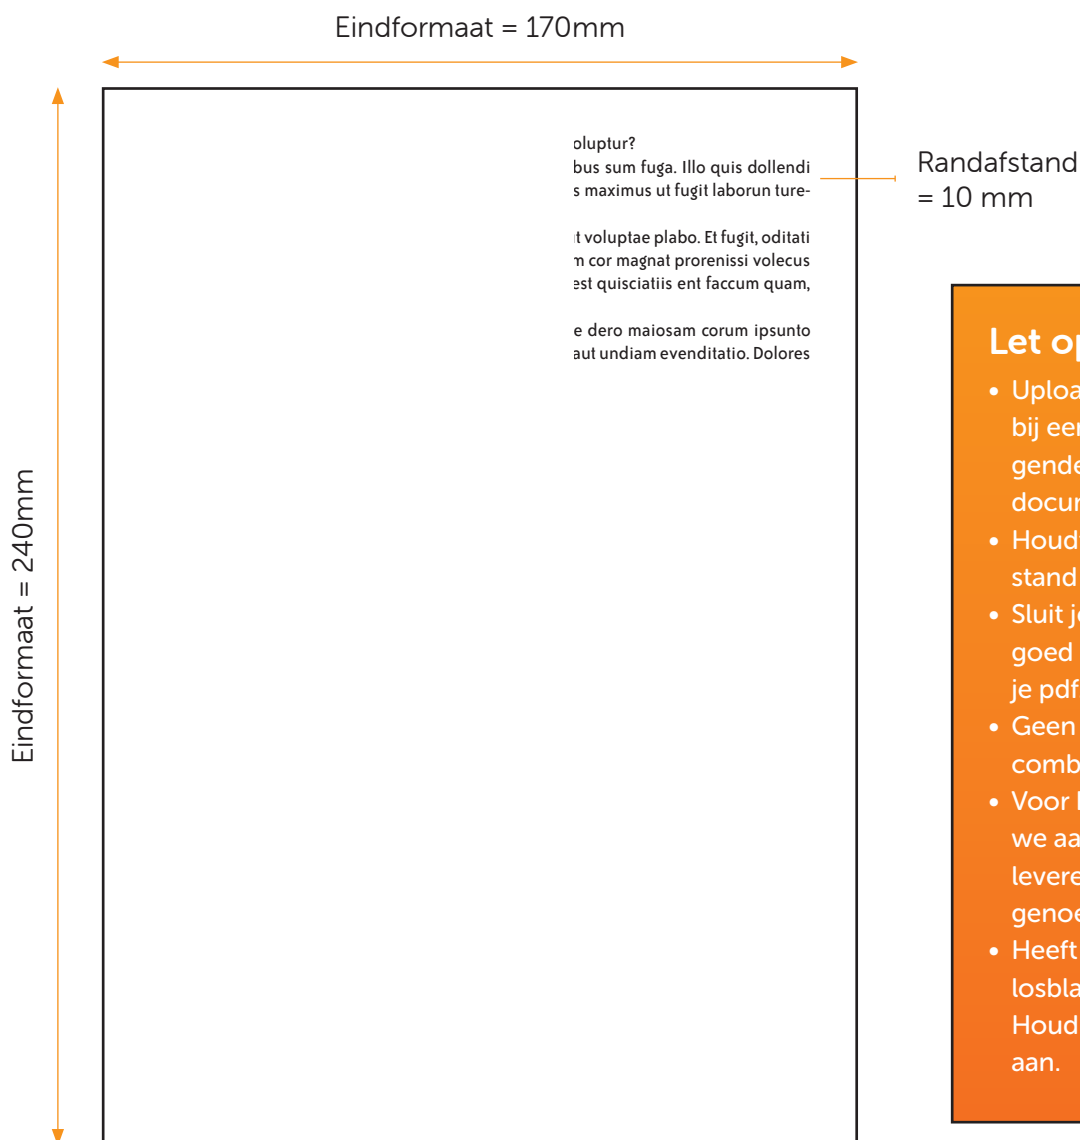 Eindformaat = 170mm
oluptur?
bus sum fuga. Illo quis dollendi
s maximus ut fugit laborun ture-
t voluptae plabo. Et fugit, oditati
m cor magnat prorenissi volecus
est quisciatiis ent faccum quam,
e dero maiosam corum ipsunto
aut undiam evenditatio. Dolores
Randafstand
= 10 mm
Eindformaat = 240mm
Let op
• Uploa
bij een
gende
docum
• Houd
stand
• Sluit je
goed
je pdf
• Geen
comb
• Voor
we aa
levere
genoe
• Heeft
losbla
Houd
aan.